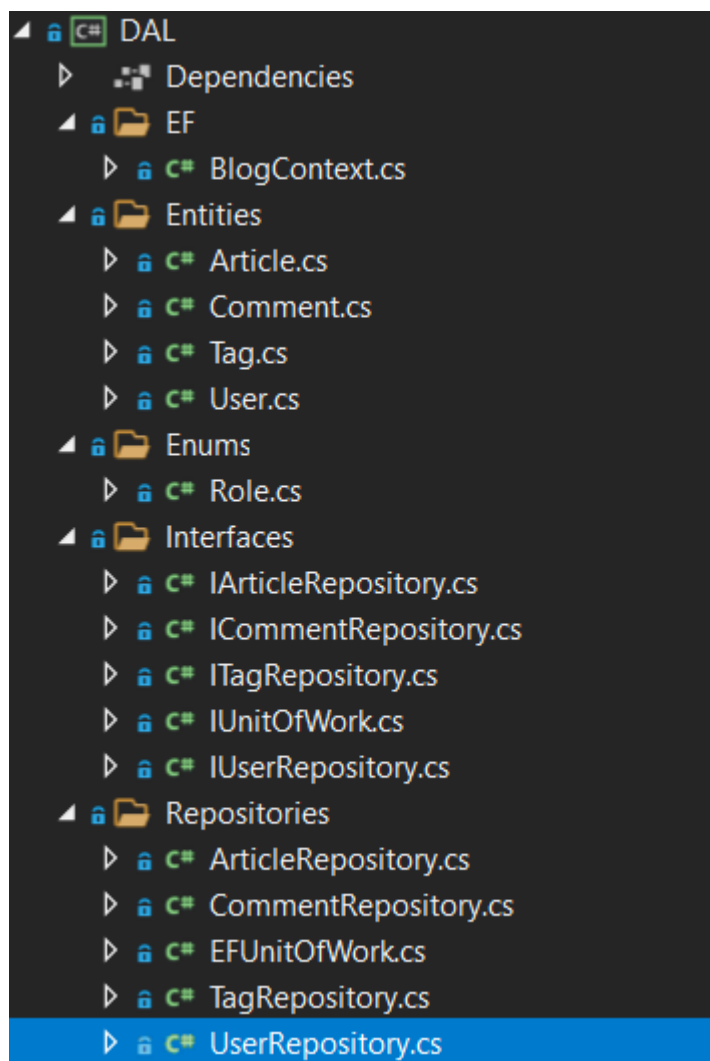 C# DAL
Dependencies
EF
C# BlogContext.cs
Entities
C# Article.cs
C# Comment.cs
C# Tag.cs
C# User.cs
Enums
C# Role.cs
Interfaces
C# IArticleRepository.cs
C# ICommentRepository.cs
C# ITagRepository.cs
C# IUnitOfWork.cs
C# IUserRepository.cs
Repositories
C# ArticleRepository.cs
C# CommentRepository.cs
C# EFUnitOfWork.cs
C# TagRepository.cs
C# UserRepository.cs